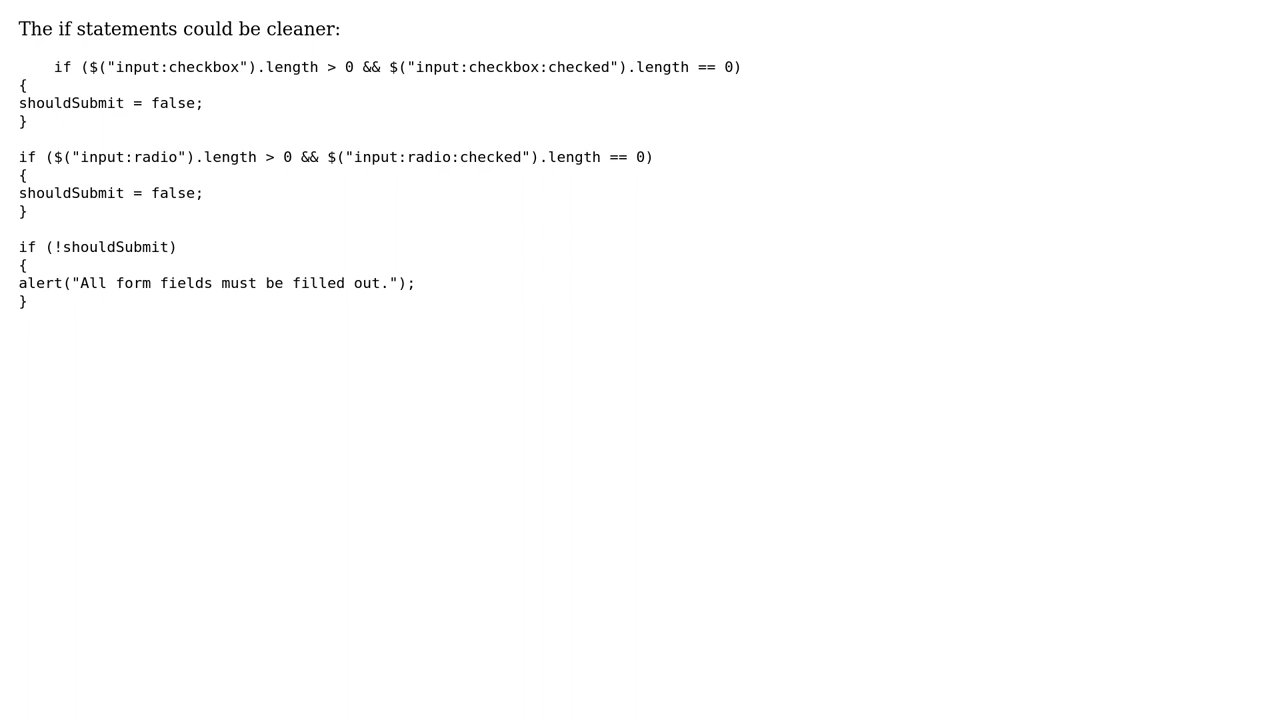 The if statements could be cleaner:
if ($("input:checkbox").length > 0 && $("input:checkbox:checked").length == 0)
{
shouldSubmit = false;
}
if ($("input:radio").length > 0 && $("input:radio:checked").length == 0)
{
shouldSubmit = false;
}
if (!shouldSubmit)
{
alert("All form fields must be filled out.");
}